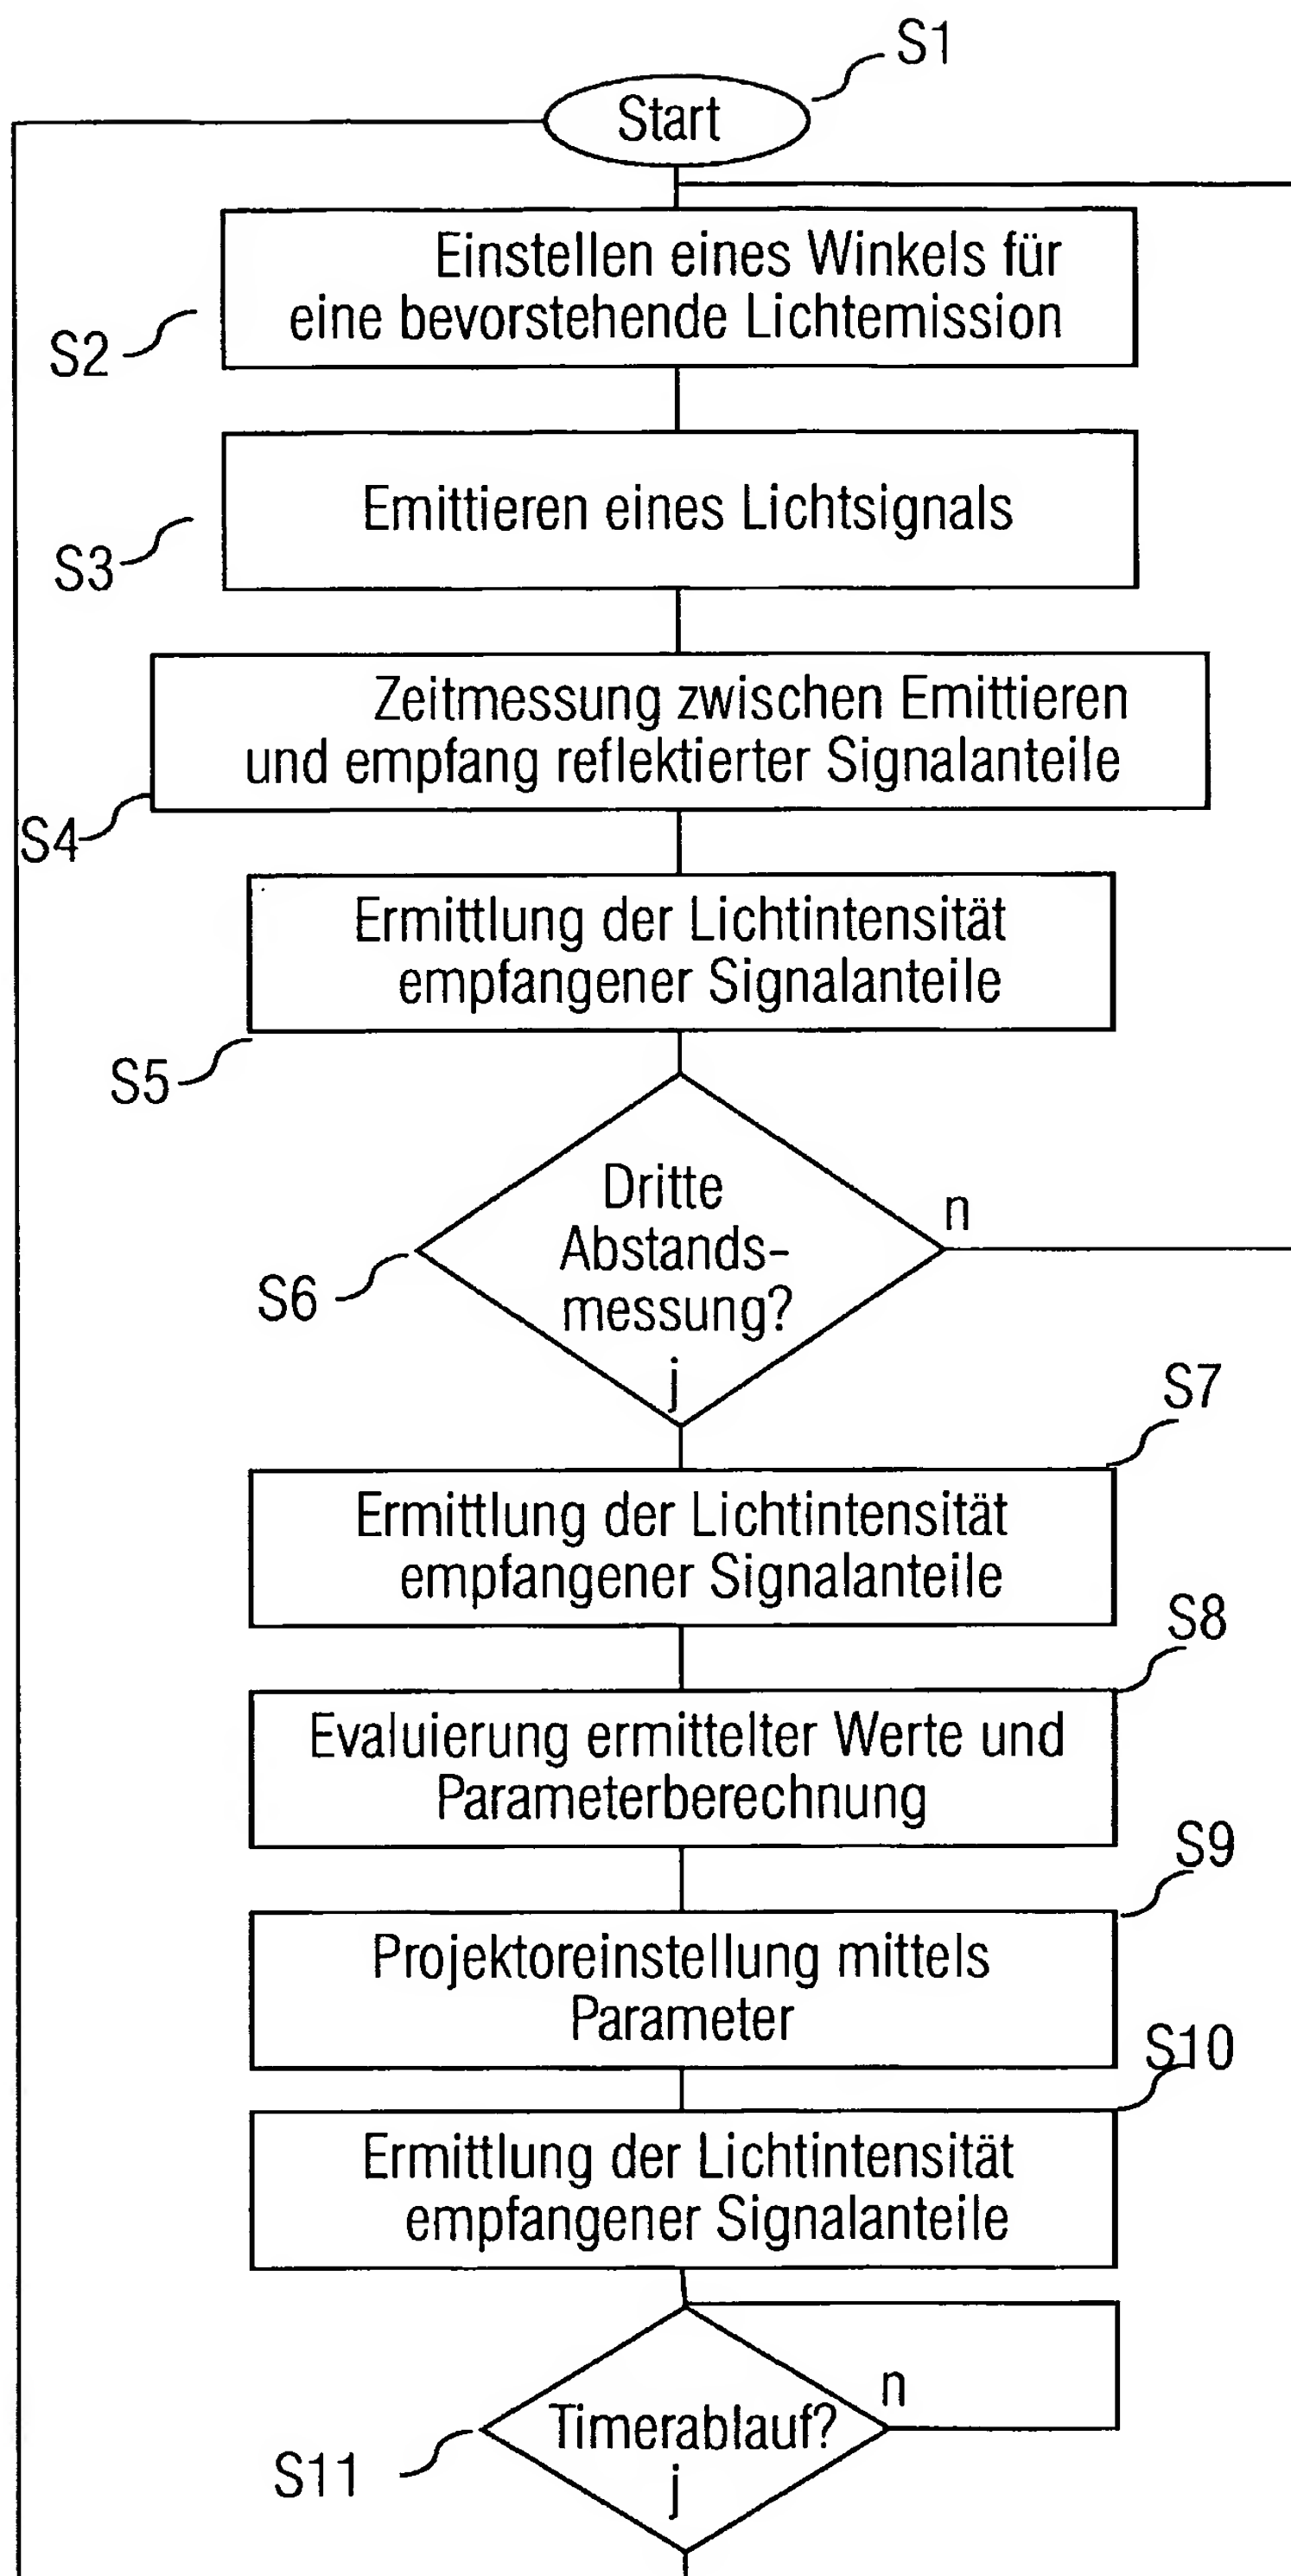 S1
Start
Einstellen eines Winkels für
eine bevorstehende Lichtemission
S2
Emittieren eines Lichtsignals
S3
Zeitmessung zwischen Emittieren
und empfang reflektierter Signalanteile
S4
Ermittlung der Lichtintensität
empfangener Signalanteile
S5
Dritte
Abstands-
messung?
n
j
S6
S7
Ermittlung der Lichtintensität
empfangener Signalanteile
S8
Evaluierung ermittelter Werte und
Parameterberechnung
S9
Projektoreinstellung mittels
Parameter
S10
Ermittlung der Lichtintensität
empfangener Signalanteile
n
Timerablauf?
j
S11